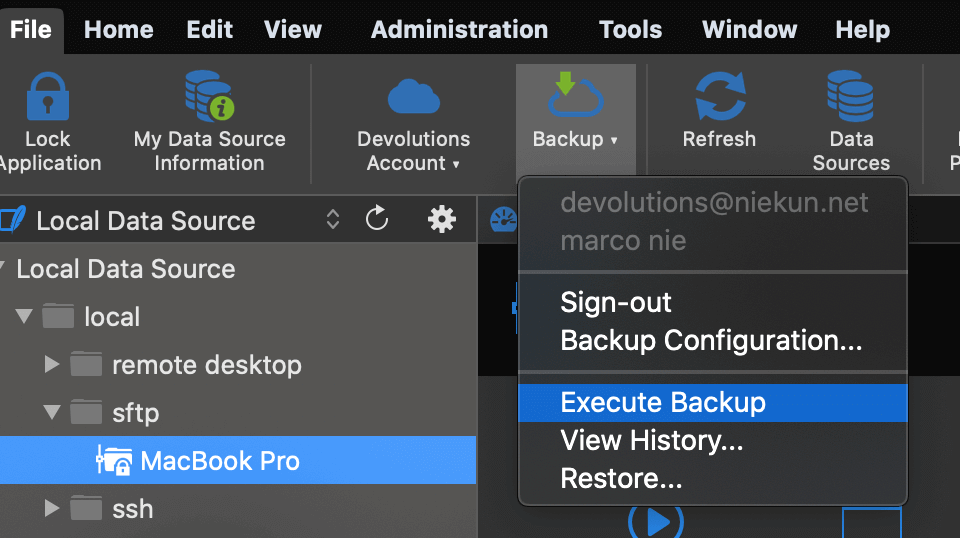 File Home Edit View Administration Tools Window Help
Lock Application
My Data Source Information
Devolutions Account
Backup
Refresh
Data Sources
Local Data Source
devolutions@niekun.net
marco nie
Sign-out
Backup Configuration...
Execute Backup
View History...
Restore...
Local Data Source
local
remote desktop
sftp
MacBook Pro
ssh